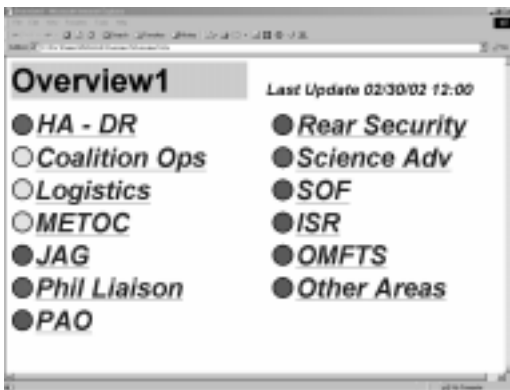 Overview1
Last Update 02/30/02 12:00
HA - DR
Coalition Ops
Logistics
METOC
JAG
Phil Liaison
PAO
Rear Security
Science Adv
SOF
ISR
OMFTS
Other Areas